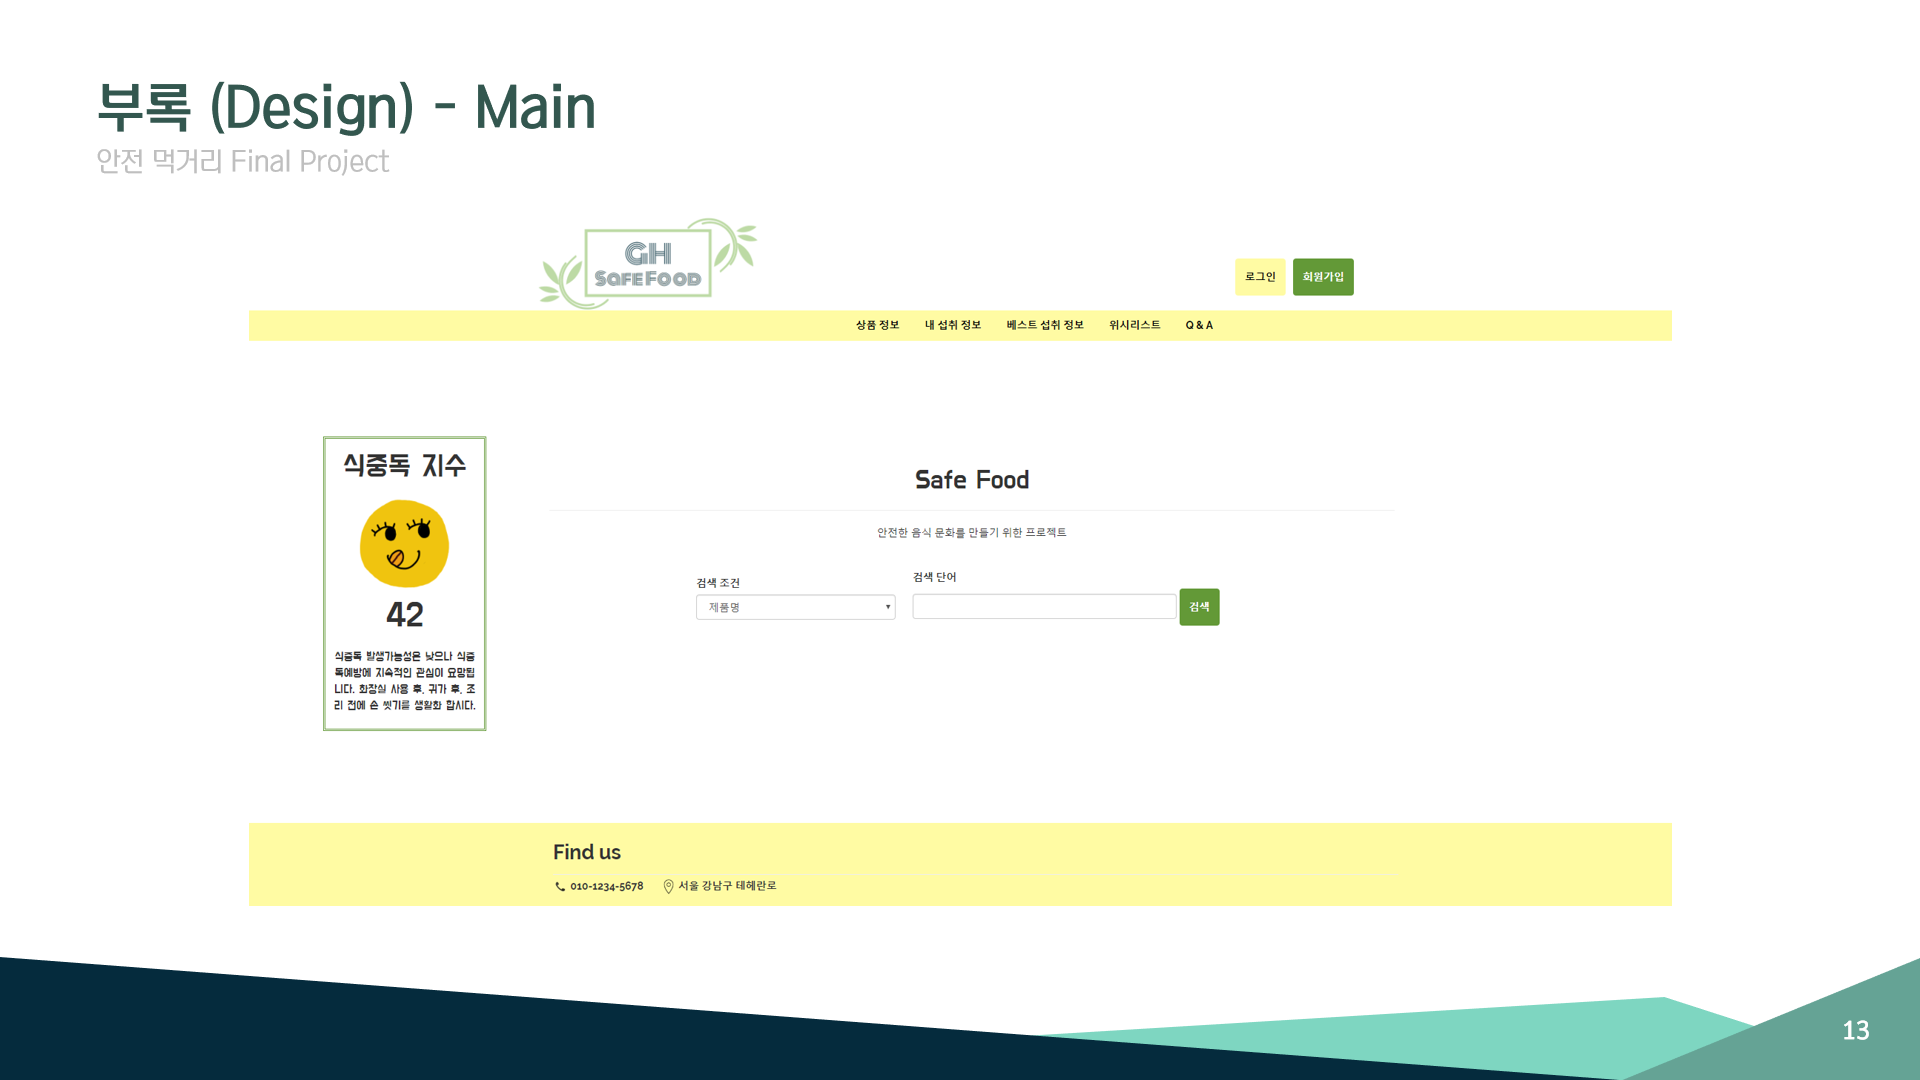 부록 (Design) - Main
안전 먹거리 Final Project
GH
SAFEFOOD
로그인 회원가입
상품 정보 내 섭취 정보 베스트 섭취 정보 위시리스트 Q & A
식중독 지수
42
식중독 발생가능성은 낮으나 식중
독예방에 지속적인 관심이 요망됩
니다. 화장실 사용 후, 귀가 후, 조
리 전에 손 씻기를 생활화 합시다.
Safe Food
안전한 음식 문화를 만들기 위한 프로젝트
검색 조건
제품명
검색 단어
검색
Find us
010-1234-5678 서울 강남구 테헤란로
13